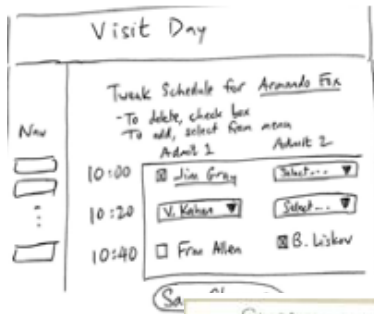 Visit Day
Tweak Schedule for Armando Fox
-To delete, check box
To add, select from menu
Nav
Admit 1 Admit 2
10:00 Jim Gray Select...
10:20 V. Kahan Select...
10:40 Fran Allen B. Liskov